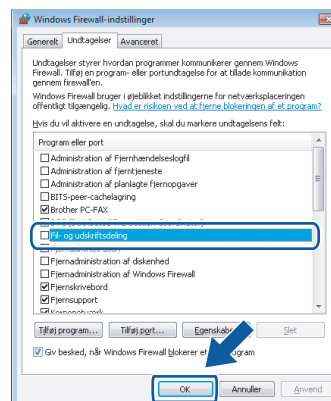 Windows Firewall-indstillinger
Generelt Undtagelser Avanceret
Undtagelser styrer hvordan programmer kommunikerer gennem Windows
Firewall. Tilføj en program- eller portundtagelse for at tillade kommunikation
gennem firewall'en.
Windows Firewall bruger i øjeblikket indstillingerne for netværksplaceringen
offentligt tilgængelig. Hvad er risikoen ved at fjerne blokeringen af et program?
Hvis du vil aktivere en undtagelse, skal du markere undtagelsens felt:
Program eller port
Administration af Fjernhændelseslogfil
Administration af fjerntjeneste
Administration af planlagte fjernopgaver
BITS-peer-cachelagring
Brother PC-FAX
Fil- og udskriftsdeling
Fjernadministration af diskenhed
Fjernadministration af Windows Firewall
Fjernskrivebord
Fjernsupport
Kernenetværk
Tilføj program... Tilføj port... Slet
Giv besked, når Windows Firewall blokerer et
OK Annuller Anvend